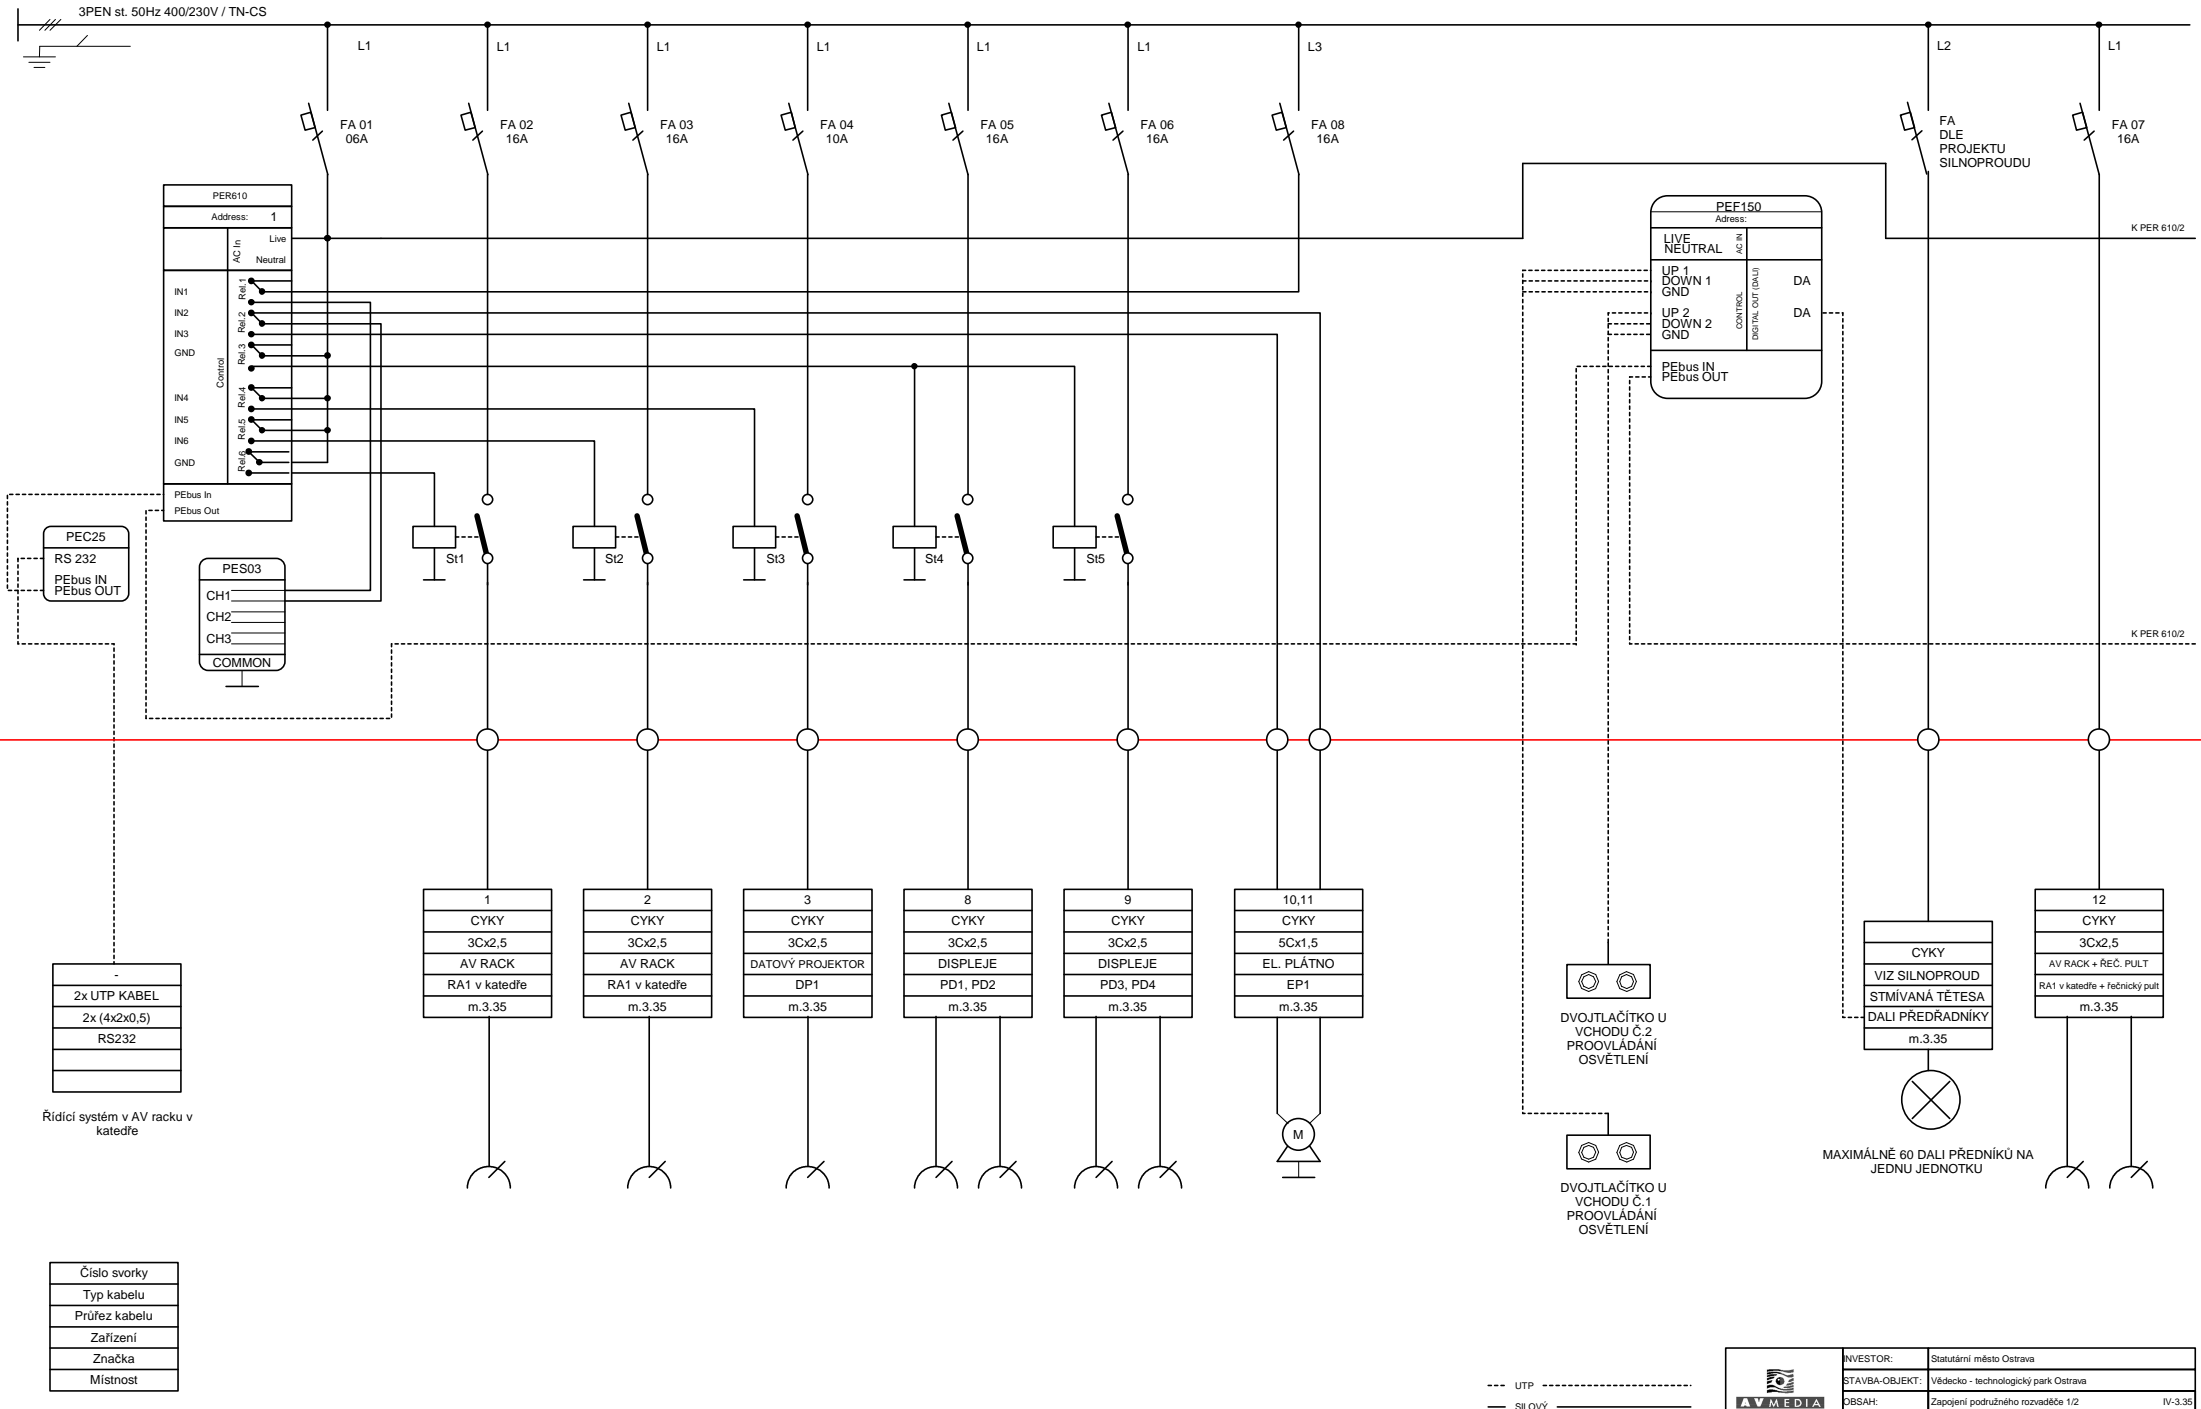 3PEN st. 50Hz 400/230V / TN-CS
L1
L1
L1
L1
L1
L1
L3
L2
L1
FA 01
06A
FA 02
16A
FA 03
16A
FA 04
10A
FA 05
16A
FA 06
16A
FA 08
16A
FA
DLE
PROJEKTU
SILNOPROUDU
FA 07
16A
PER610
Address: 1
AC In
Live
Neutral
IN1
IN2
IN3
GND
IN4
IN5
IN6
GND
Control
Rel.1
Rel.2
Rel.3
Rel.4
Rel.5
Rel.6
PEbus In
PEbus Out
PEF150
Adress:
LIVE
NEUTRAL
AC IN
UP 1
DOWN 1
GND
UP 2
DOWN 2
GND
CONTROL
DIGITAL OUT (DALI)
DA
DA
PEbus IN
PEbus OUT
K PER 610/2
K PER 610/2
PEC25
RS 232
PEbus IN
PEbus OUT
PES03
CH1
CH2
CH3
COMMON
St1
St2
St3
St4
St5
-
2x UTP KABEL
2x (4x2x0,5)
RS232
Řídící systém v AV racku v
katedře
1
CYKY
3Cx2,5
AV RACK
RA1 v katedře
m.3.35
2
CYKY
3Cx2,5
AV RACK
RA1 v katedře
m.3.35
3
CYKY
3Cx2,5
DATOVÝ PROJEKTOR
DP1
m.3.35
8
CYKY
3Cx2,5
DISPLEJE
PD1, PD2
m.3.35
9
CYKY
3Cx2,5
DISPLEJE
PD3, PD4
m.3.35
10,11
CYKY
5Cx1,5
EL. PLÁTNO
EP1
m.3.35
M
DVOJTLAČÍTKO U
VCHODU Č.2
PROOVLÁDÁNÍ
OSVĚTLENÍ
DVOJTLAČÍTKO U
VCHODU Č.1
PROOVLÁDÁNÍ
OSVĚTLENÍ
CYKY
VIZ SILNOPROUD
STMÍVANÁ TĚTESA
DALI PŘEDŘADNÍKY
m.3.35
MAXIMÁLNĚ 60 DALI PŘEDNÍKŮ NA
JEDNU JEDNOTKU
12
CYKY
3Cx2,5
AV RACK + ŘEČ. PULT
RA1 v katedře + řečnický pult
m.3.35
Číslo svorky
Typ kabelu
Průřez kabelu
Zařízení
Značka
Místnost
UTP
SILOVÝ
AV MEDIA
INVESTOR: Statutární město Ostrava
STAVBA-OBJEKT: Vědecko - technologický park Ostrava
OBSAH: Zapojení podružného rozvaděče 1/2 IV-3.35